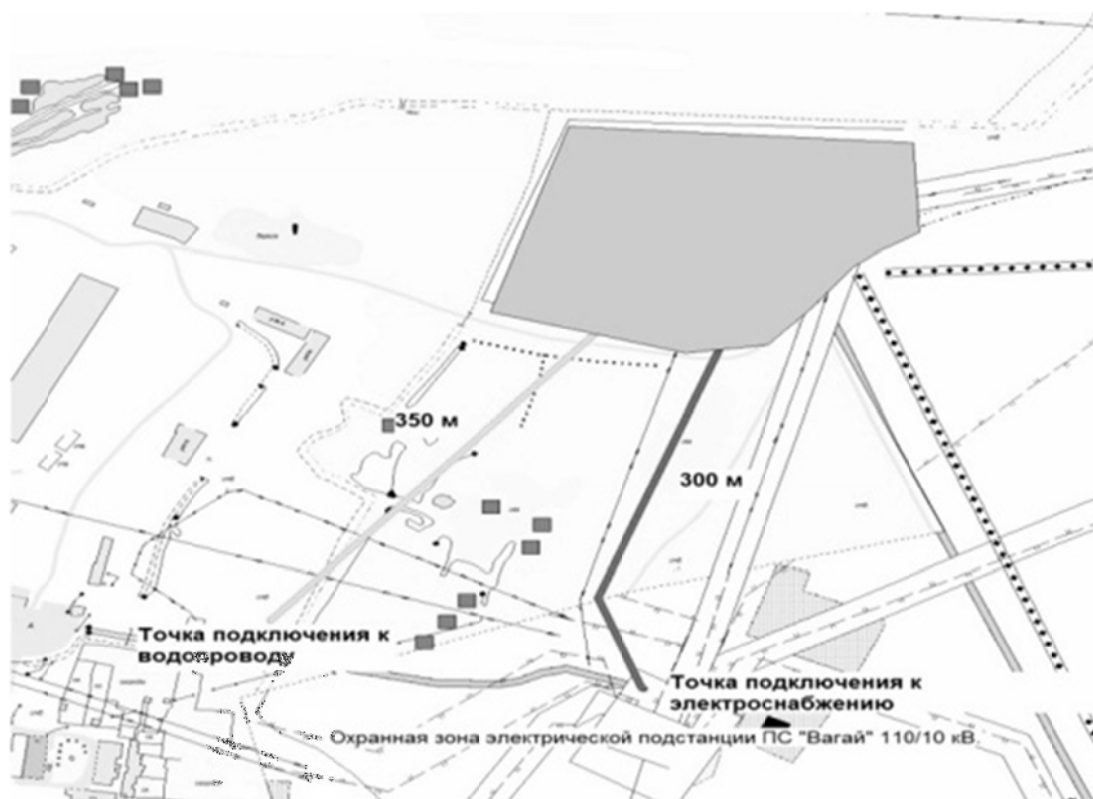 350 м
300 м
Точка подключения к
водопроводу
Точка подключения к
электроснабжению
Охранная зона электрической подстанции ПС "Вагай" 110/10 кВ.